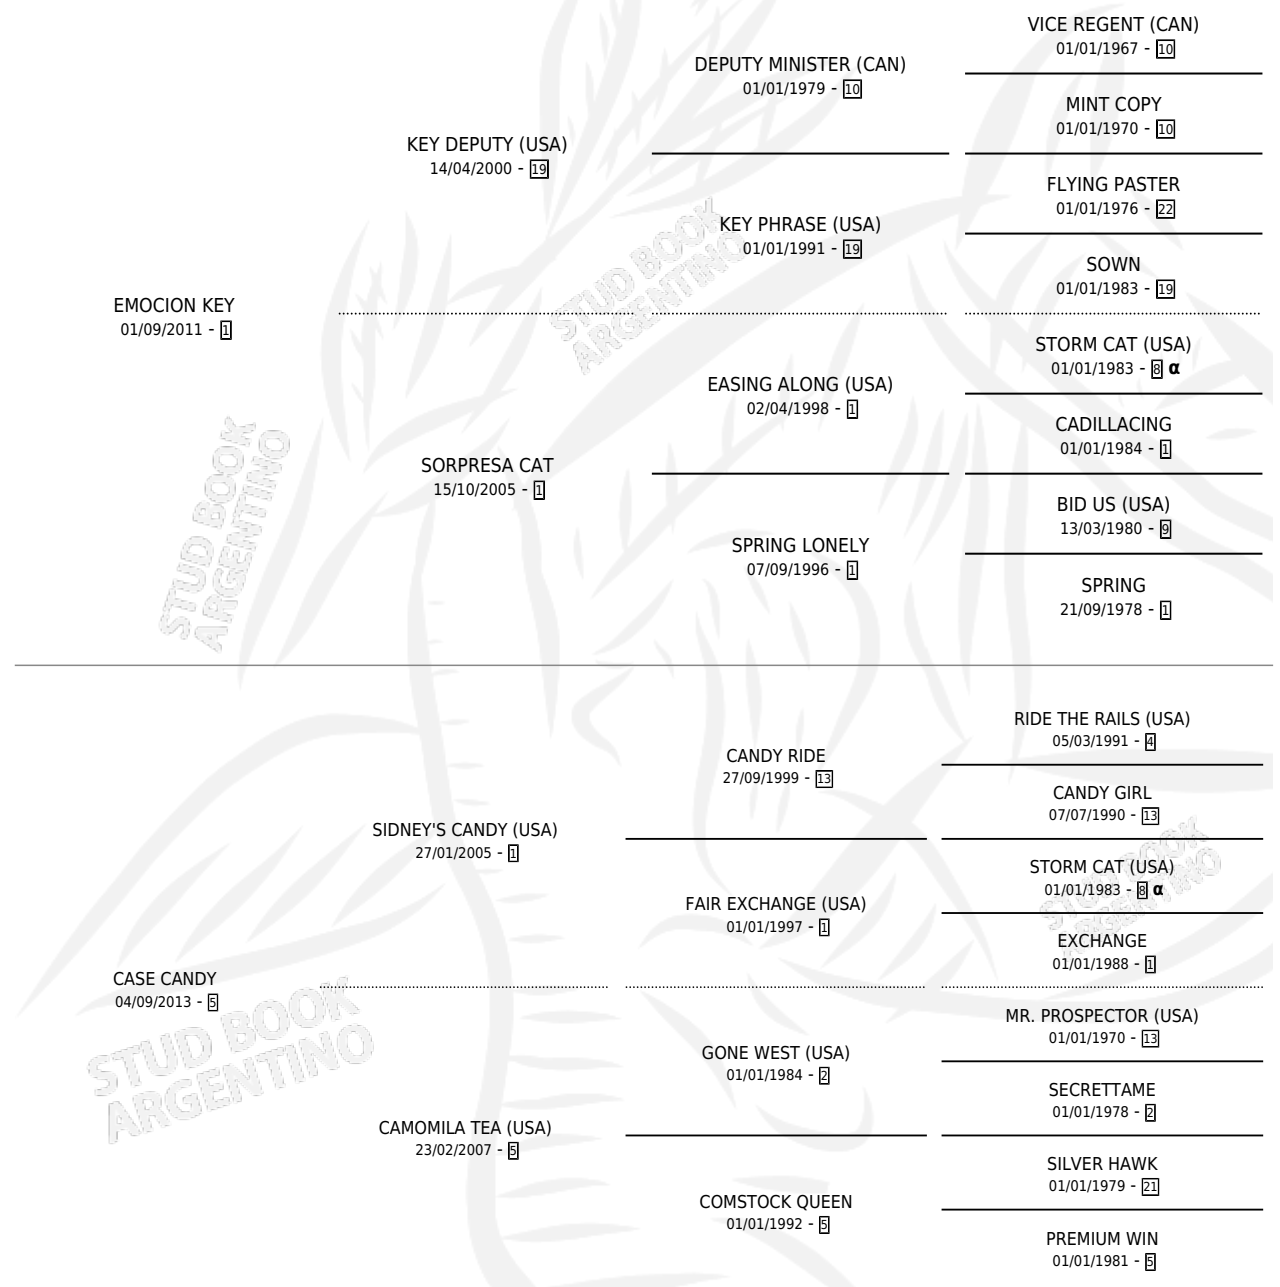 VICE REGENT (CAN)
01/01/1967 - 10
DEPUTY MINISTER (CAN)
01/01/1979 - 10
MINT COPY
01/01/1970 - 10
KEY DEPUTY (USA)
14/04/2000 - 19
FLYING PASTER
01/01/1976 - 22
KEY PHRASE (USA)
01/01/1991 - 19
SOWN
01/01/1983 - 19
EMOCION KEY
01/09/2011 - 1
STORM CAT (USA)
01/01/1983 - 8 α
EASING ALONG (USA)
02/04/1998 - 1
CADILLACING
01/01/1984 - 1
SORPRESA CAT
15/10/2005 - 1
BID US (USA)
13/03/1980 - 9
SPRING LONELY
07/09/1996 - 1
SPRING
21/09/1978 - 1
RIDE THE RAILS (USA)
05/03/1991 - 4
CANDY RIDE
27/09/1999 - 13
CANDY GIRL
07/07/1990 - 13
SIDNEY'S CANDY (USA)
27/01/2005 - 1
STORM CAT (USA)
01/01/1983 - 8 α
FAIR EXCHANGE (USA)
01/01/1997 - 1
EXCHANGE
01/01/1988 - 1
CASE CANDY
04/09/2013 - 5
MR. PROSPECTOR (USA)
01/01/1970 - 13
GONE WEST (USA)
01/01/1984 - 2
SECRETTAME
01/01/1978 - 2
CAMOMILA TEA (USA)
23/02/2007 - 5
SILVER HAWK
01/01/1979 - 21
COMSTOCK QUEEN
01/01/1992 - 5
PREMIUM WIN
01/01/1981 - 5
STUD BOOK
ARGENTINO
STUD BOOK
ARGENTINO
STUD BOOK
ARGENTINO
STUD BOOK
ARGENTINO